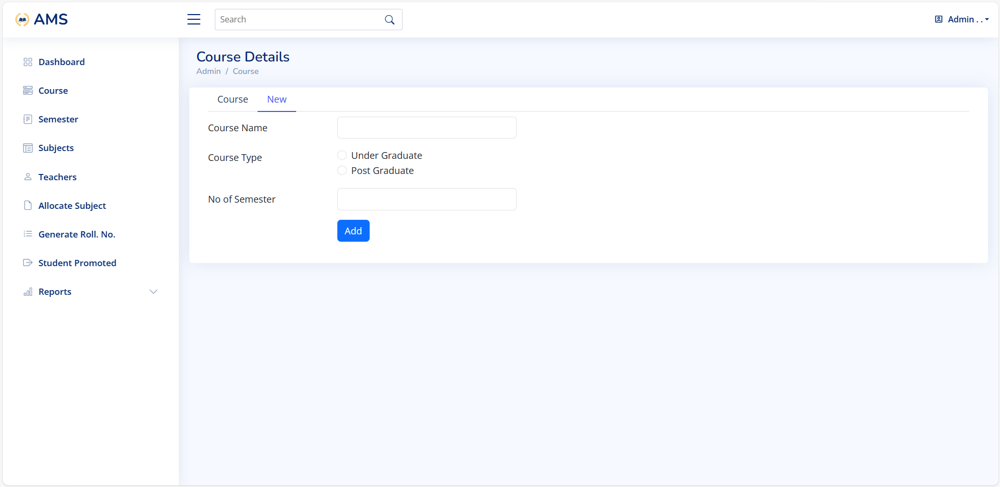 AMS
Search
Admin . .
Dashboard
Course
Semester
Subjects
Teachers
Allocate Subject
Generate Roll. No.
Student Promoted
Reports
Course Details
Admin / Course
Course New
Course Name
Course Type
Under Graduate
Post Graduate
No of Semester
Add